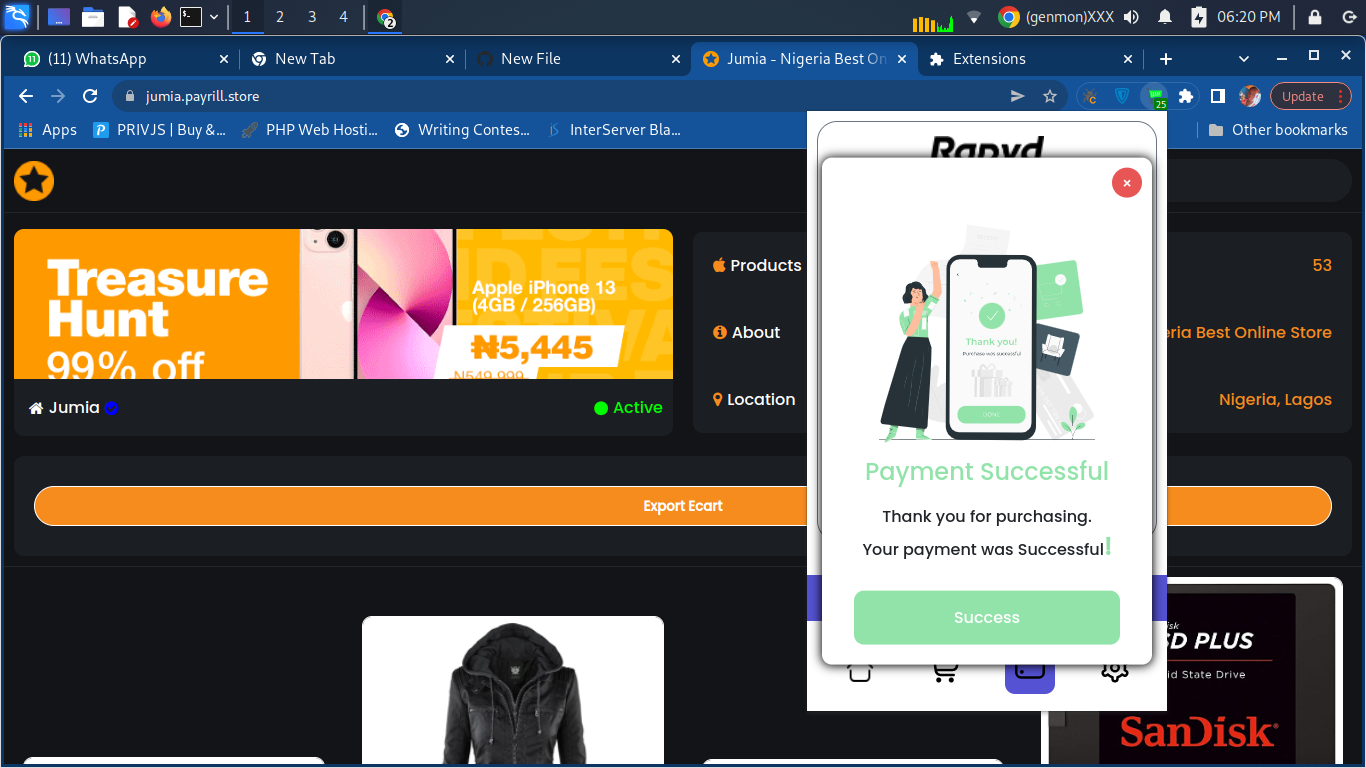 1 2 3 4 2 (genmon)XXX 06:20 PM
(11) WhatsApp New Tab New File Jumia - Nigeria Best On Extensions
jumia.payrill.store 25 Update
Apps PRIVJS | Buy &... PHP Web Hosti... Writing Contes... InterServer Bla... Other bookmarks
Rapyd
Treasure
Hunt
99% off
Apple iPhone 13
(4GB / 256GB)
₦5,445
N549,999
Jumia Active
Products 53
About eria Best Online Store
Location Nigeria, Lagos
Export Ecart
Thank you!
Purchase was successful
DONE
Payment Successful
Thank you for purchasing.
Your payment was Successful!
Success
isk
SD PLUS
id State Drive
SanDisk